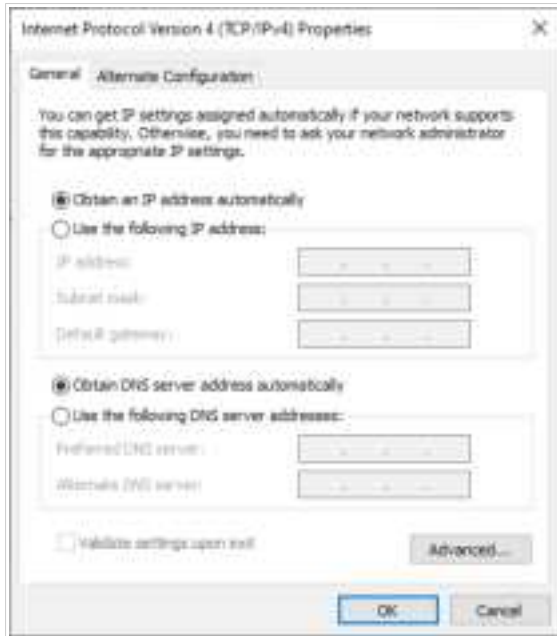 Internet Protocol Version 4 (TCP/IPv4) Properties
General
Alternate Configuration
You can get IP settings assigned automatically if your network supports
this capability. Otherwise, you need to ask your network administrator
for the appropriate IP settings.
Obtain an IP address automatically
Use the following IP address:
IP address:
Subnet mask:
Default gateway:
Obtain DNS server address automatically
Use the following DNS server addresses:
Preferred DNS server:
Alternate DNS server:
Validate settings upon exit
Advanced...
OK
Cancel